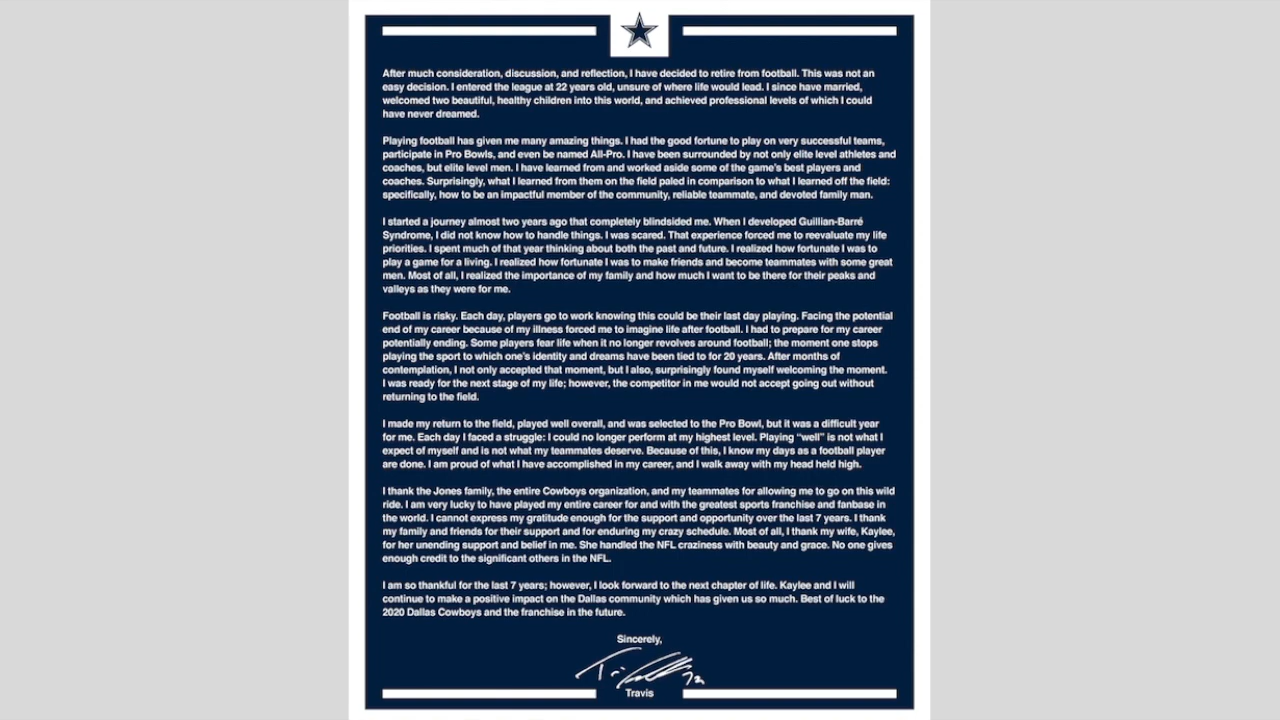 After much consideration, discussion, and reflection, I have decided to retire from football. This was not an
easy decision. I entered the league at 22 years old, unsure of where life would lead. I since have married,
welcomed two beautiful, healthy children into this world, and achieved professional levels of which I could
have never dreamed.
Playing football has given me many amazing things. I had the good fortune to play on very successful teams,
participate in Pro Bowls, and even be named All-Pro. I have been surrounded by not only elite level athletes and
coaches, but elite level men. I have learned from and worked aside some of the game's best players and
coaches. Surprisingly, what I learned from them on the field paled in comparison to what I learned off the field:
specifically, how to be an impactful member of the community, reliable teammate, and devoted family man.
I started a journey almost two years ago that completely blindsided me. When I developed Guillian-Barré
Syndrome, I did not know how to handle things. I was scared. That experience forced me to reevaluate my life
priorities. I spent much of that year thinking about both the past and future. I realized how fortunate I was to
play a game for a living. I realized how fortunate I was to make friends and become teammates with some great
men. Most of all, I realized the importance of my family and how much I want to be there for their peaks and
valleys as they were for me.
Football is risky. Each day, players go to work knowing this could be their last day playing. Facing the potential
end of my career because of my illness forced me to imagine life after football. I had to prepare for my career
potentially ending. Some players fear life when it no longer revolves around football; the moment one stops
playing the sport to which one's identity and dreams have been tied to for 20 years. After months of
contemplation, I not only accepted that moment, but I also, surprisingly found myself welcoming the moment.
I was ready for the next stage of my life; however, the competitor in me would not accept going out without
returning to the field.
I made my return to the field, played well overall, and was selected to the Pro Bowl, but it was a difficult year
for me. Each day I faced a struggle: I could no longer perform at my highest level. Playing “well” is not what I
expect of myself and is not what my teammates deserve. Because of this, I know my days as a football player
are done. I am proud of what I have accomplished in my career, and I walk away with my head held high.
I thank the Jones family, the entire Cowboys organization, and my teammates for allowing me to go on this wild
ride. I am very lucky to have played my entire career for and with the greatest sports franchise and fanbase in
the world. I cannot express my gratitude enough for the support and opportunity over the last 7 years. I thank
my family and friends for their support and for enduring my crazy schedule. Most of all, I thank my wife, Kaylee,
for her unending support and belief in me. She handled the NFL craziness with beauty and grace. No one gives
enough credit to the significant others in the NFL.
I am so thankful for the last 7 years; however, I look forward to the next chapter of life. Kaylee and I will
continue to make a positive impact on the Dallas community which has given us so much. Best of luck to the
2020 Dallas Cowboys and the franchise in the future.
Sincerely,
Travis